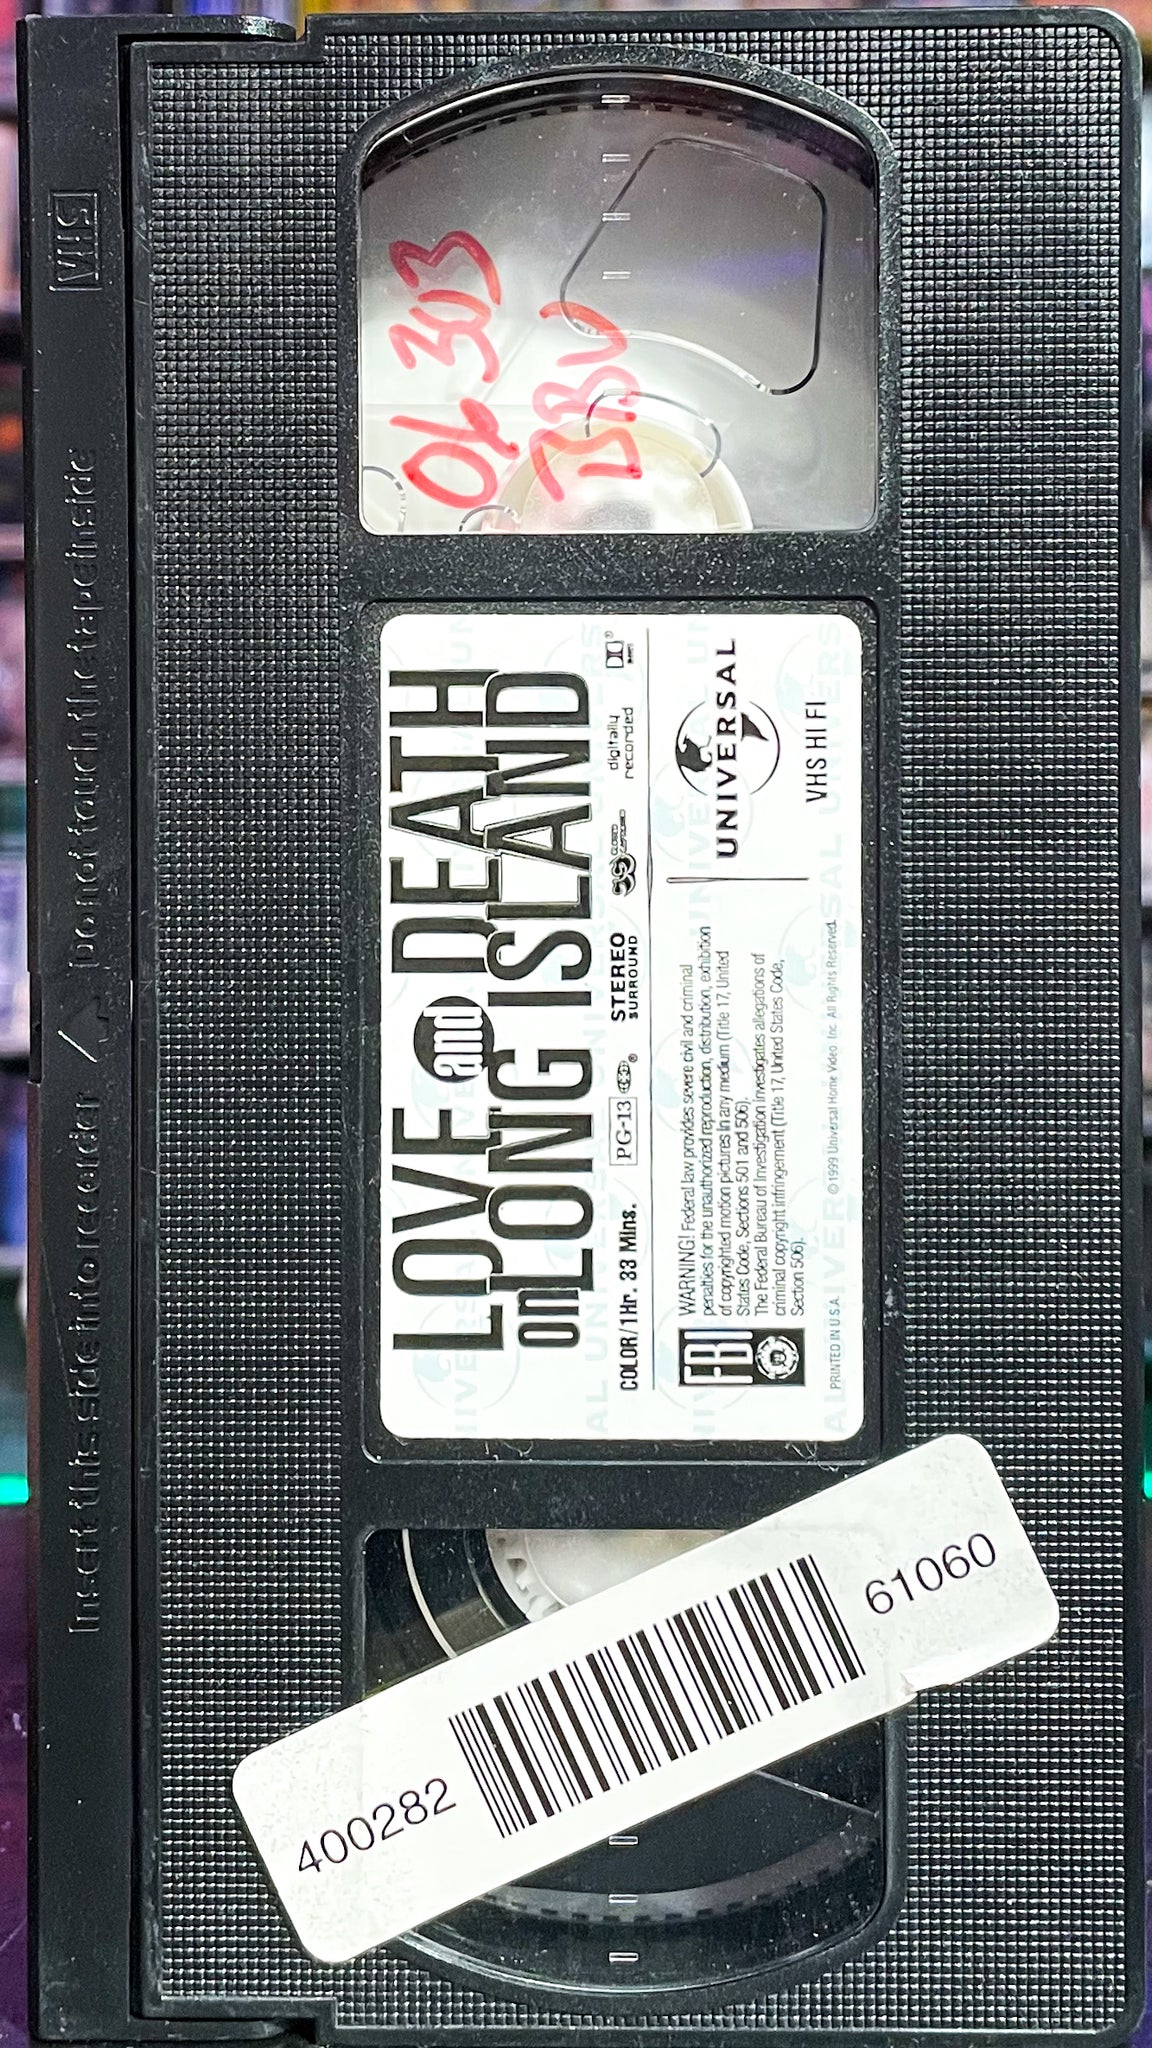 VHS
Insert this side into recorder / Do not touch the tape inside
06 303
LOVE and DEATH
on LONG ISLAND
COLOR/1Hr. 33 Mins. PG-13 STEREO SURROUND CLOSED CAPTIONED digitally recorded
WARNING! Federal law provides severe civil and criminal
penalties for the unauthorized reproduction, distribution, exhibition
of copyrighted motion pictures in any medium (Title 17, United
States Code, Sections 501 and 506).
The Federal Bureau of Investigation investigates allegations of
criminal copyright infringement (Title 17, United States Code,
Section 506).
FBI
UNIVERSAL
VHS HI FI
PRINTED IN U.S.A. ©1999 Universal Home Video. Inc. All Rights Reserved.
400282 61060